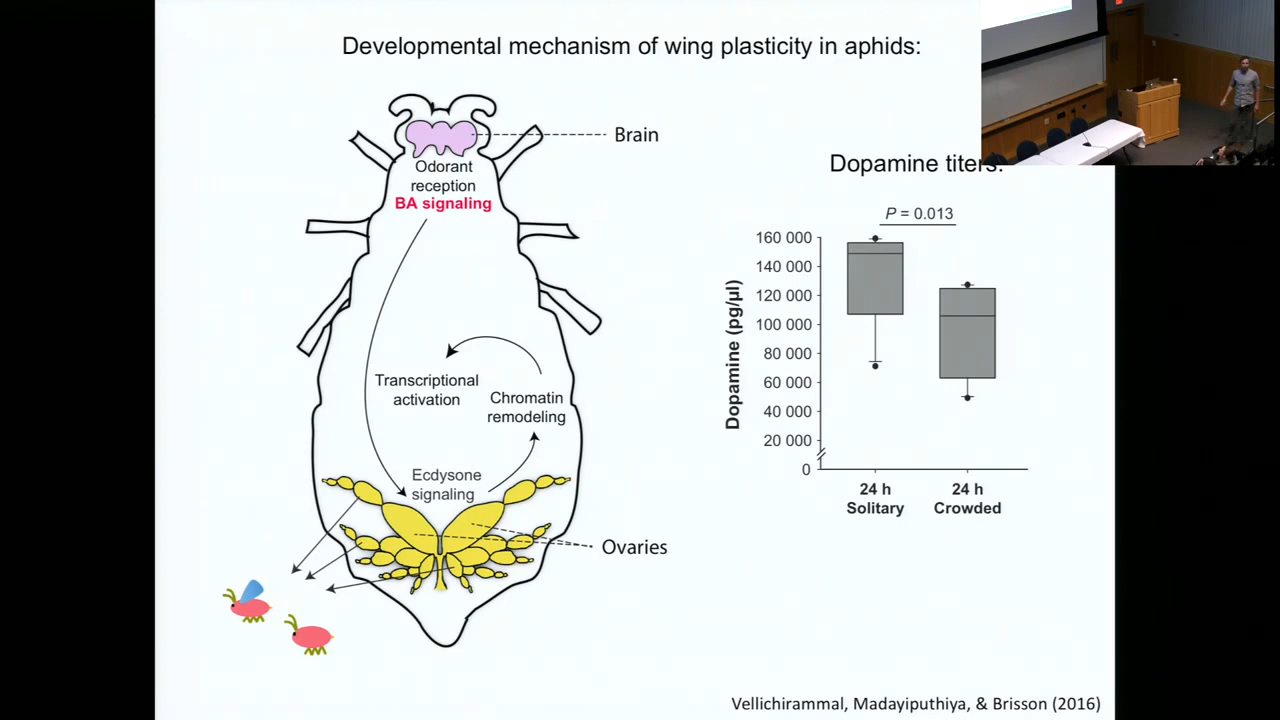 Developmental mechanism of wing plasticity in aphids:
Brain
Odorant
reception
BA signaling
Transcriptional
activation
Chromatin
remodeling
Ecdysone
signaling
Ovaries
Dopamine titers:
P = 0.013
Dopamine (pg/µl)
160 000
140 000
120 000
100 000
80 000
60 000
40 000
20 000
0
24 h
Solitary
24 h
Crowded
Vellichirammal, Madayiputhiya, & Brisson (2016)